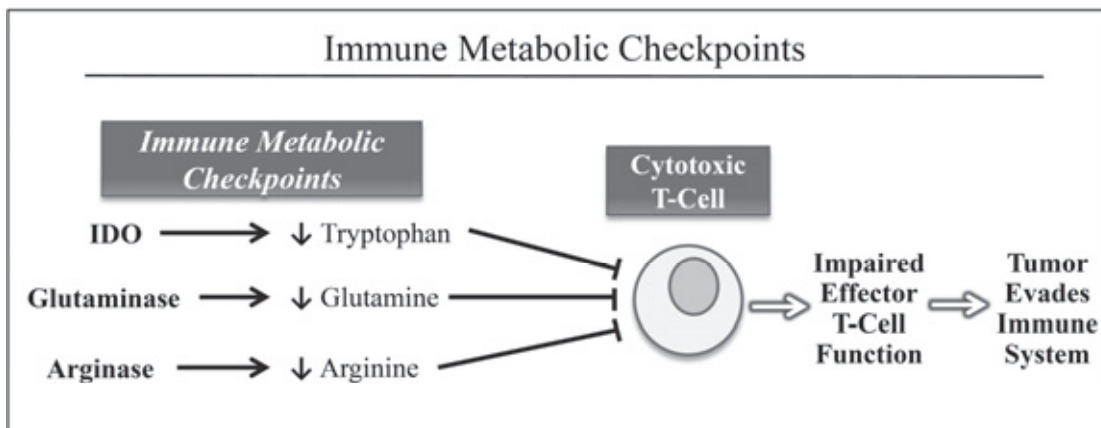 Immune Metabolic Checkpoints
Immune Metabolic
Checkpoints
Cytotoxic
T-Cell
IDO
↓ Tryptophan
Glutaminase
↓ Glutamine
Arginase
↓ Arginine
Impaired
Effector
T-Cell
Function
Tumor
Evades
Immune
System